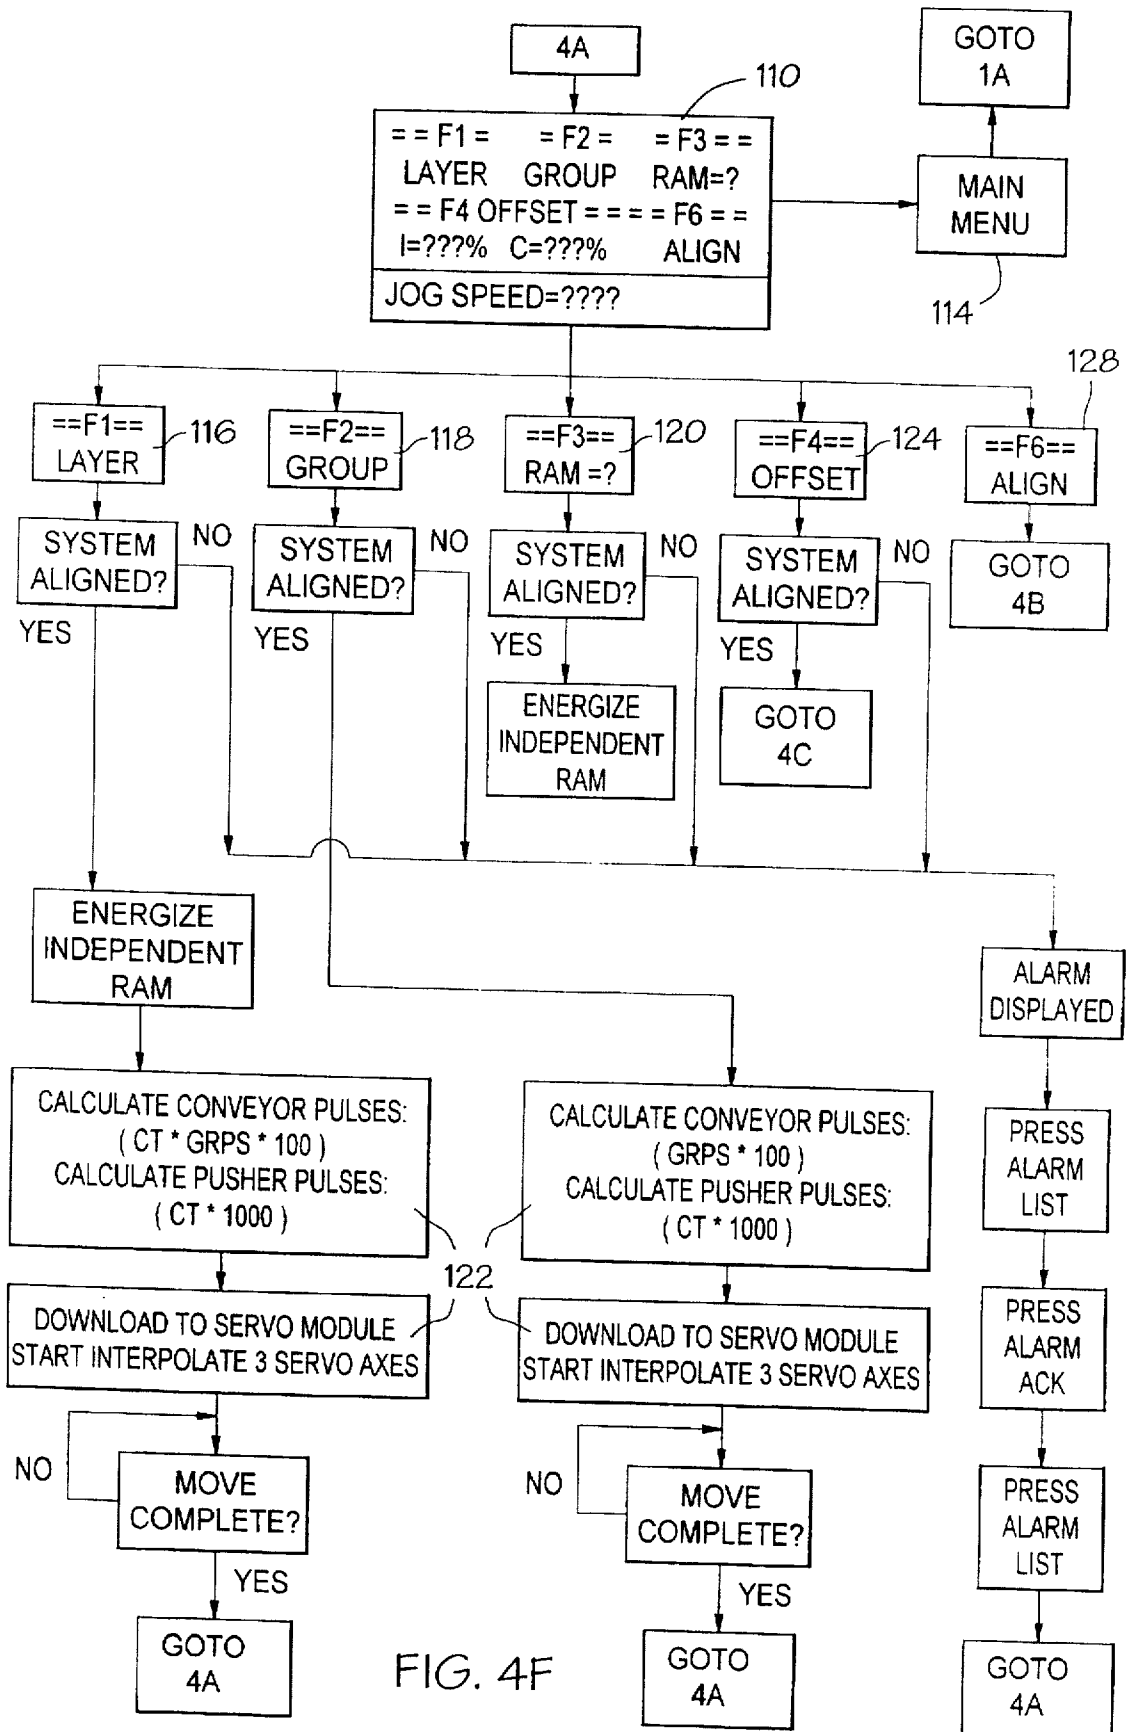 4A
GOTO
1A
110
= = F1 = = F2 = = F3 = =
LAYER GROUP RAM=?
= = F4 OFFSET = = = = F6 = =
I=???% C=???% ALIGN
JOG SPEED=????
MAIN
MENU
114
==F1==
LAYER
116
==F2==
GROUP
118
==F3==
RAM =?
120
==F4==
OFFSET
124
==F6==
ALIGN
128
SYSTEM
ALIGNED?
NO
YES
SYSTEM
ALIGNED?
NO
YES
SYSTEM
ALIGNED?
NO
YES
SYSTEM
ALIGNED?
NO
YES
GOTO
4B
ENERGIZE
INDEPENDENT
RAM
GOTO
4C
ENERGIZE
INDEPENDENT
RAM
ALARM
DISPLAYED
CALCULATE CONVEYOR PULSES:
( CT * GRPS * 100 )
CALCULATE PUSHER PULSES:
( CT * 1000 )
CALCULATE CONVEYOR PULSES:
( GRPS * 100 )
CALCULATE PUSHER PULSES:
( CT * 1000 )
PRESS
ALARM
LIST
122
DOWNLOAD TO SERVO MODULE
START INTERPOLATE 3 SERVO AXES
DOWNLOAD TO SERVO MODULE
START INTERPOLATE 3 SERVO AXES
PRESS
ALARM
ACK
NO
MOVE
COMPLETE?
YES
NO
MOVE
COMPLETE?
YES
PRESS
ALARM
LIST
GOTO
4A
FIG. 4F
GOTO
4A
GOTO
4A